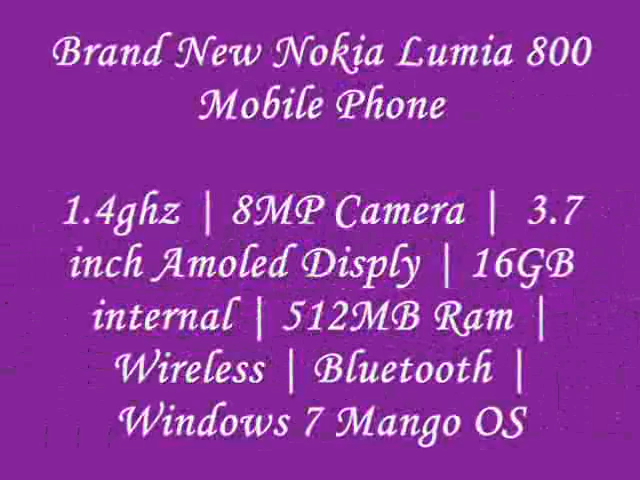 Brand New Nokia Lumia 800
Mobile Phone
1.4ghz | 8MP Camera | 3.7
inch Amoled Disply | 16GB
internal | 512MB Ram |
Wireless | Bluetooth |
Windows 7 Mango OS